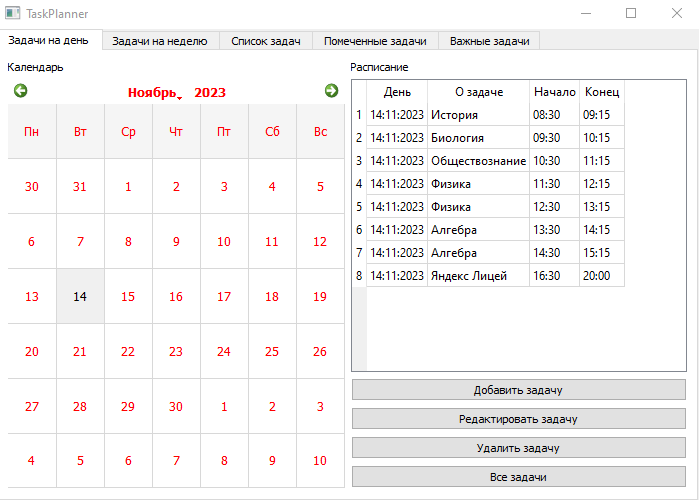 TaskPlanner
Задачи на день Задачи на неделю Список задач Помеченные задачи Важные задачи
Календарь
Ноябрь 2023
Пн Вт Ср Чт Пт Сб Вс
30 31 1 2 3 4 5
6 7 8 9 10 11 12
13 14 15 16 17 18 19
20 21 22 23 24 25 26
27 28 29 30 1 2 3
4 5 6 7 8 9 10
Расписание
День О задаче Начало Конец
1 14:11:2023 История 08:30 09:15
2 14:11:2023 Биология 09:30 10:15
3 14:11:2023 Обществознание 10:30 11:15
4 14:11:2023 Физика 11:30 12:15
5 14:11:2023 Физика 12:30 13:15
6 14:11:2023 Алгебра 13:30 14:15
7 14:11:2023 Алгебра 14:30 15:15
8 14:11:2023 Яндекс Лицей 16:30 20:00
Добавить задачу
Редактировать задачу
Удалить задачу
Все задачи